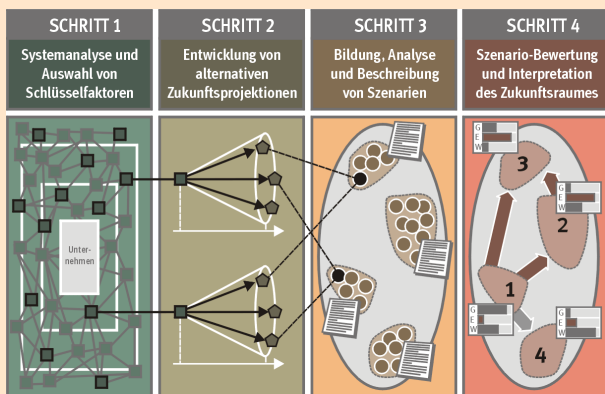 SCHRITT 1
Systemanalyse und
Auswahl von
Schlüsselfaktoren
SCHRITT 2
Entwicklung von
alternativen
Zukunftsprojektionen
SCHRITT 3
Bildung, Analyse
und Beschreibung
von Szenarien
SCHRITT 4
Szenario-Bewertung
und Interpretation
des Zukunftsraumes
Unter-
nehmen
G
E
W
3
G
E
W
2
1
G
E
W
4